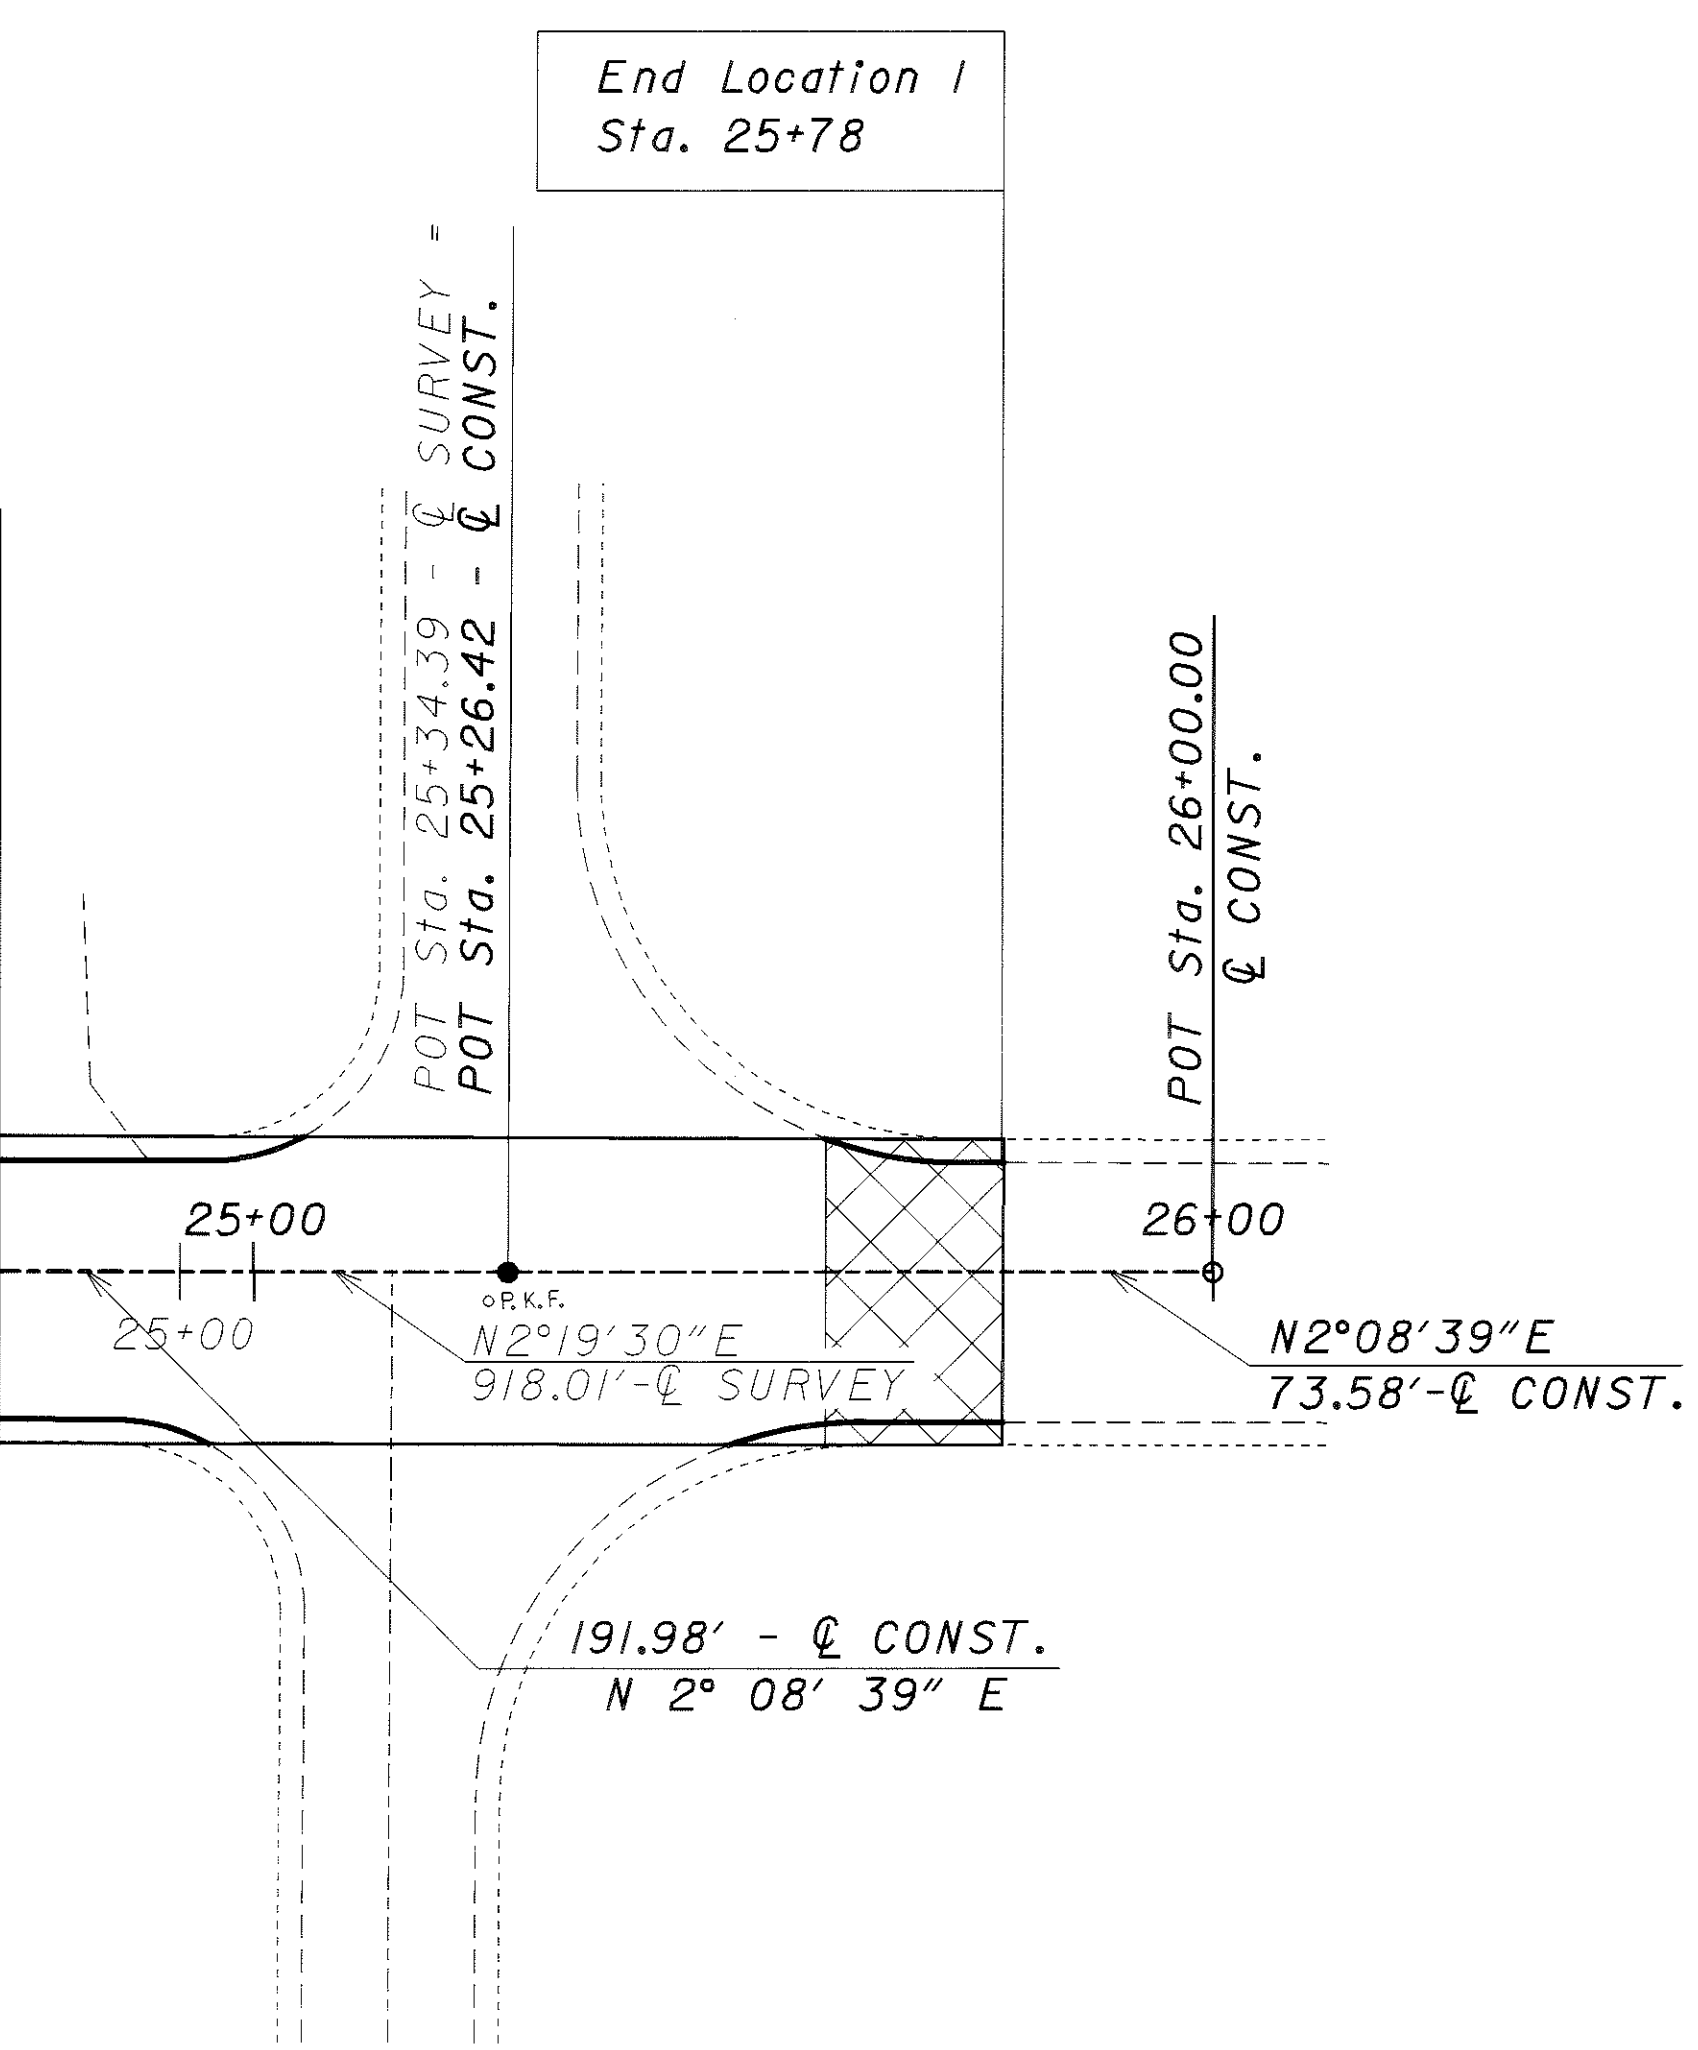 End Location 1
Sta. 25+78
POT Sta. 25+34.39 - ℄ SURVEY =
POT Sta. 25+26.42 - ℄ CONST.
POT Sta. 26+00.00
℄ CONST.
25+00
26+00
P.K.F.
25+00
N2°19'30"E
918.01'-℄ SURVEY
N2°08'39"E
73.58'-℄ CONST.
191.98' - ℄ CONST.
N 2° 08' 39" E